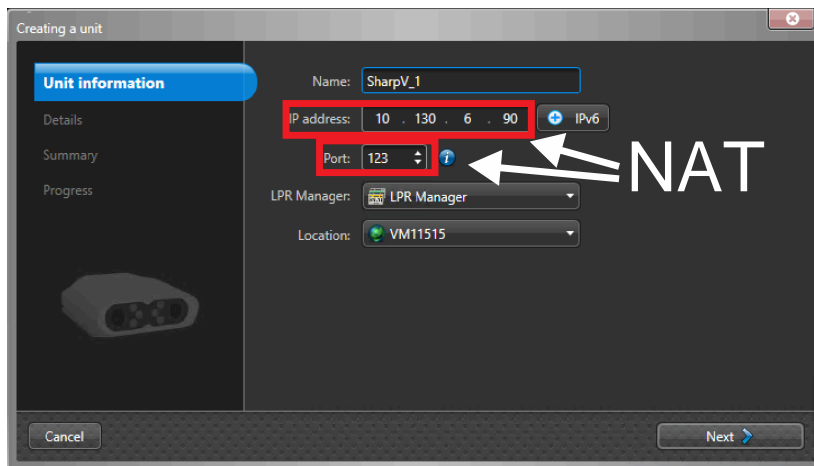 Creating a unit
Unit information
Details
Summary
Progress
Name: SharpV_1
IP address: 10 . 130 . 6 . 90 IPv6
Port: 123
NAT
LPR Manager: LPR Manager
Location: VM11515
Cancel
Next